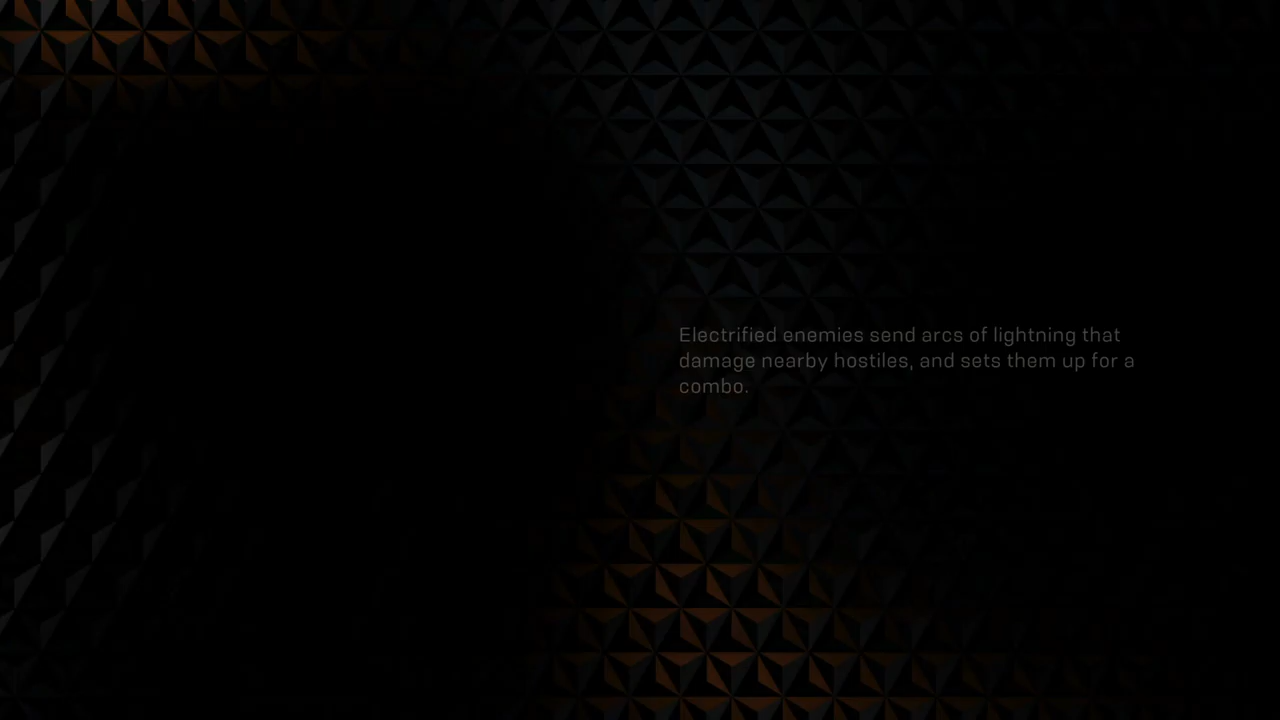 Electrified enemies send arcs of lightning that
damage nearby hostiles, and sets them up for a
combo.